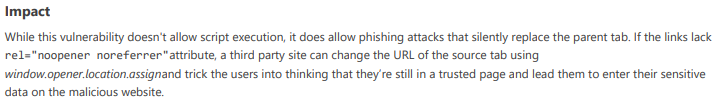 Impact
While this vulnerability doesn't allow script execution, it does allow phishing attacks that silently replace the parent tab. If the links lack
rel="noopener noreferrer"attribute, a third party site can change the URL of the source tab using
window.opener.location.assignand trick the users into thinking that they're still in a trusted page and lead them to enter their sensitive
data on the malicious website.